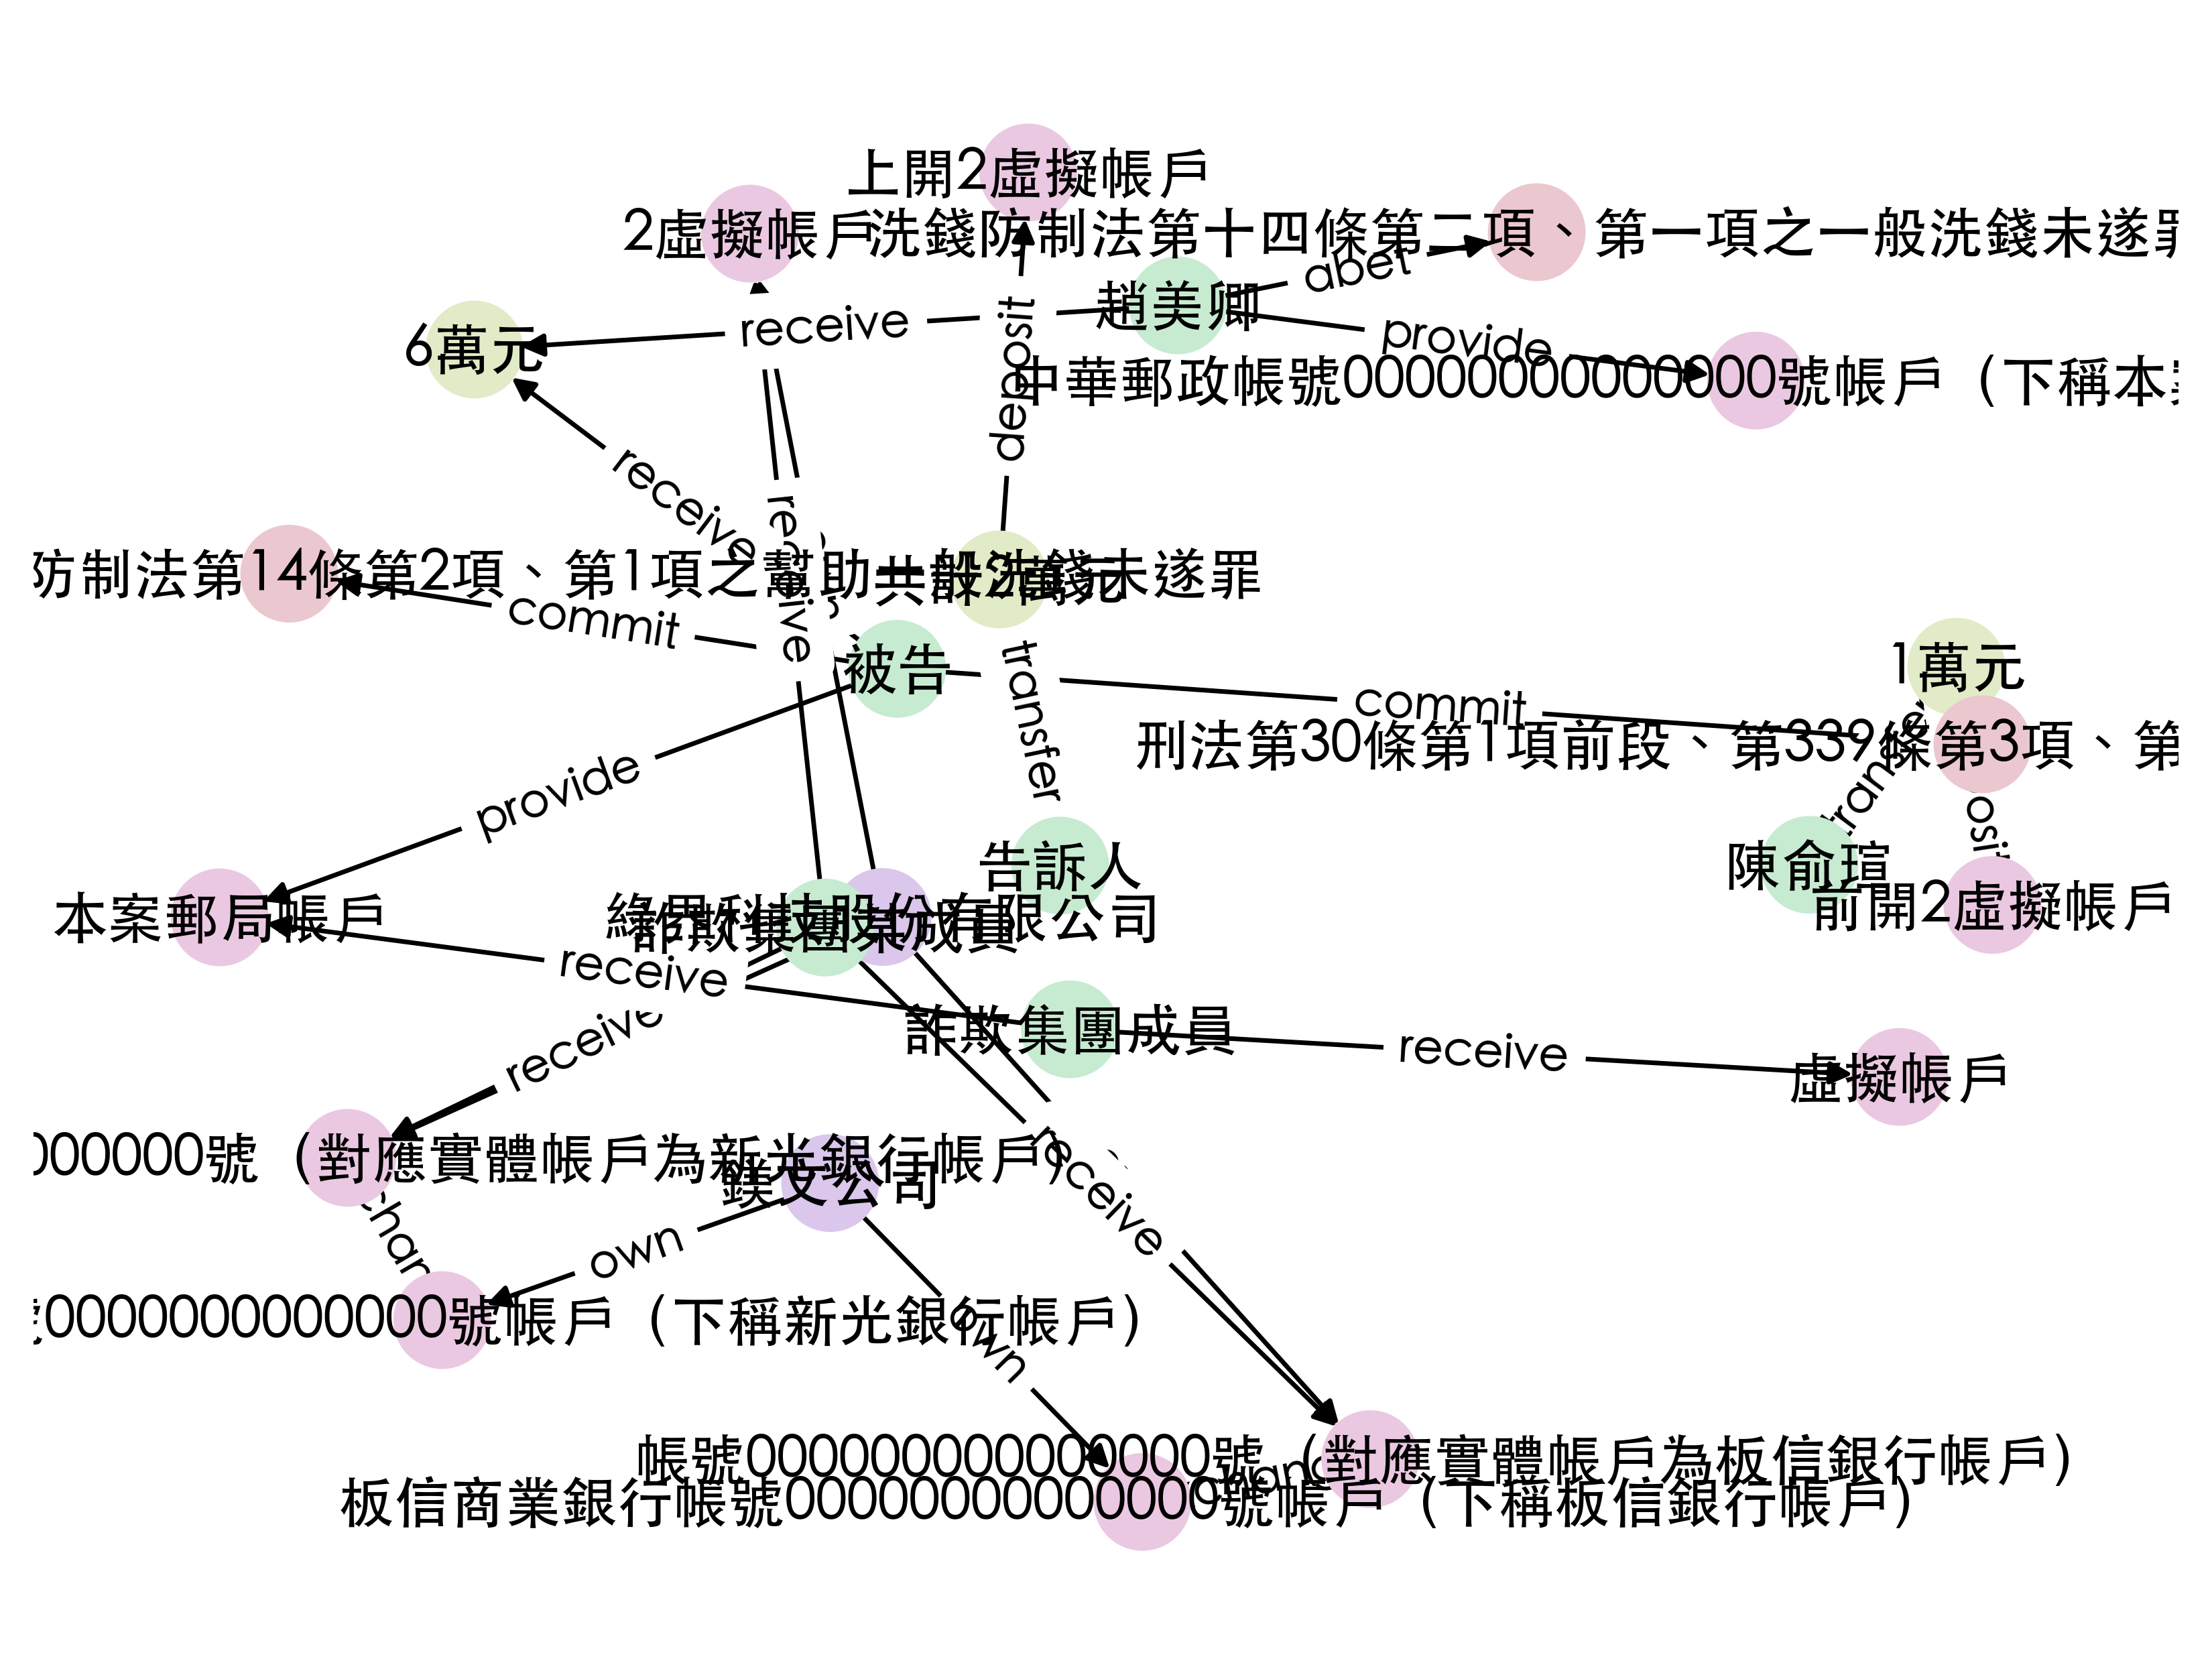 上開2虛擬帳戶
2虛擬帳戶
洗錢防制法第十四條第二項、第一項之一般洗錢未遂罪
abet
趙美卿
receive
6萬元
provide
中華郵政帳號00000000000000號帳戶（下稱本
deposit
receive
receive
防制法第14條第2項、第1項之幫助一般洗錢未遂罪
共計2萬元
commit
被告
transfer
1萬元
commit
刑法第30條第1項前段、第339條第3項、第
provide
告訴人
陳俞瑄
前開2虛擬帳戶
本案郵局帳戶
科技股份有限公司
詐欺集團某成員
receive
詐欺集團成員
receive
receive
虛擬帳戶
000000號（對應實體帳戶為新光銀行帳戶）
receive
own
0000000000000號帳戶（下稱新光銀行帳戶）
own
帳號000000000000000號（對應實體帳戶為板信銀行帳戶）
板信商業銀行帳號00000000000000號帳戶（下稱板信銀行帳戶）